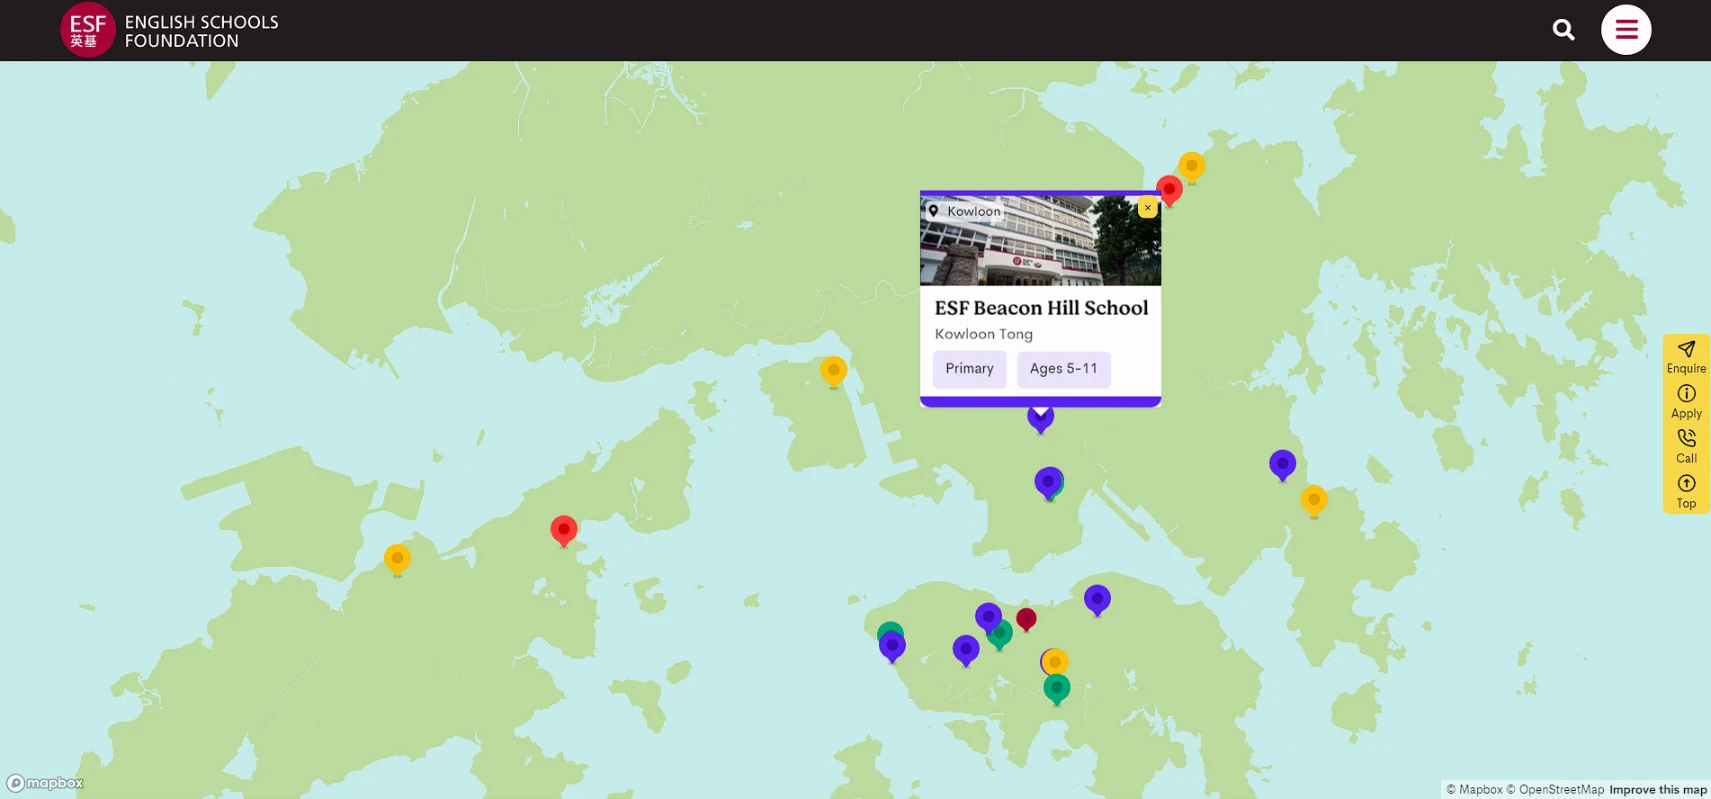 ESF
英基
ENGLISH SCHOOLS
FOUNDATION
Kowloon
×
ESF Beacon Hill School
Kowloon Tong
Primary
Ages 5-11
Enquire
Apply
Call
Top
mapbox
© Mapbox © OpenStreetMap Improve this map